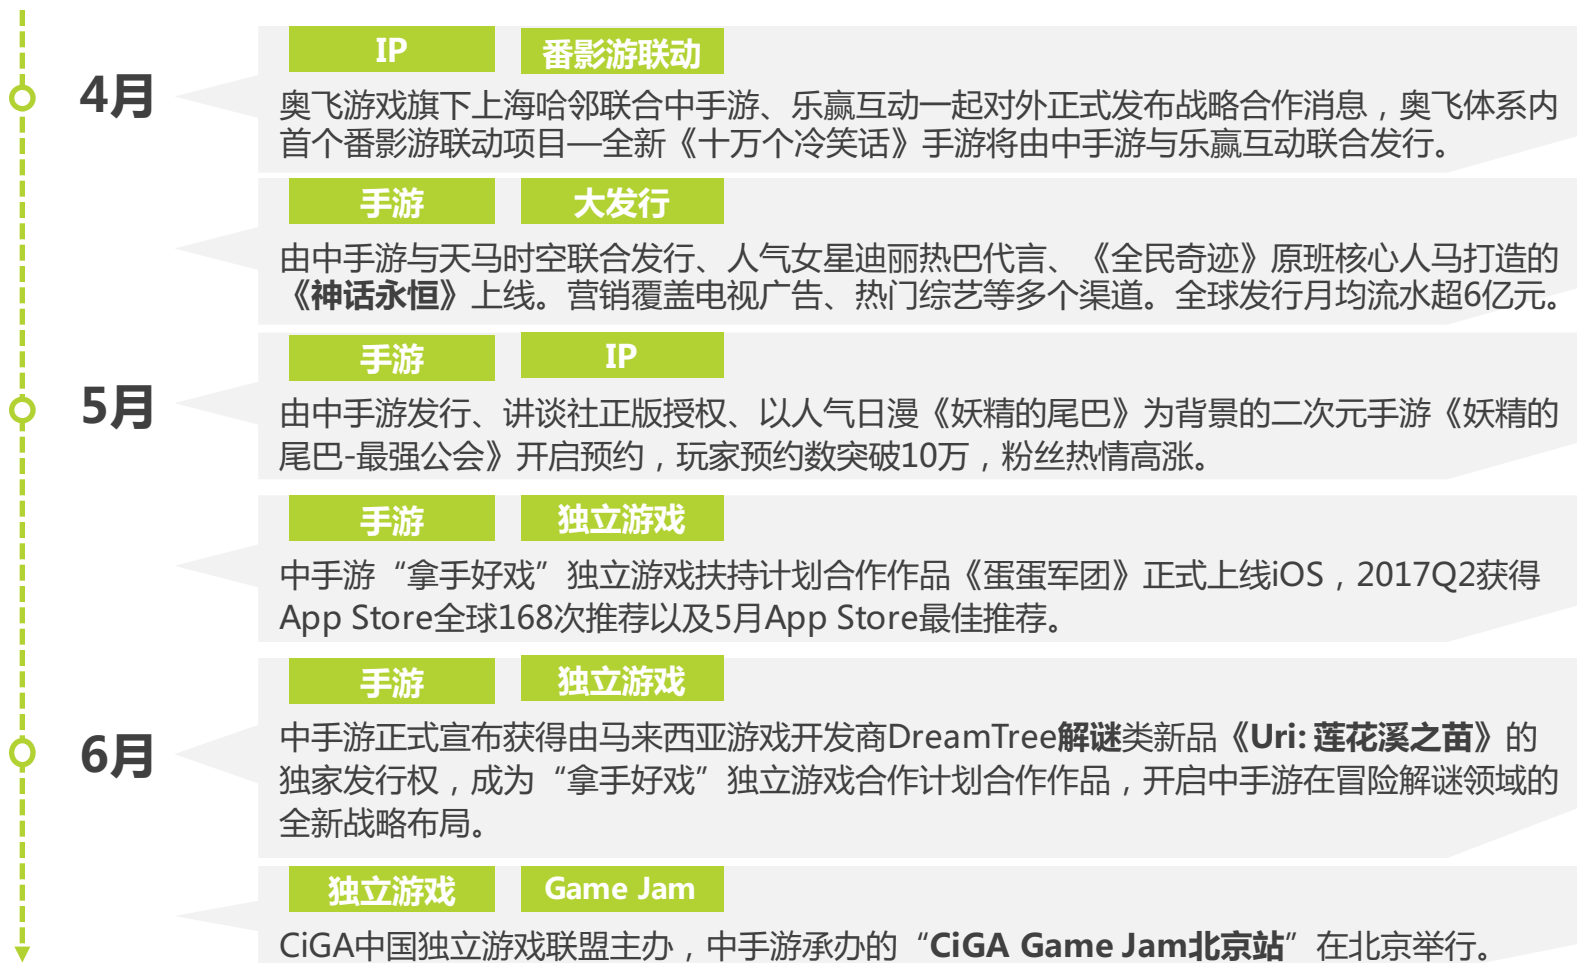 4月
IP
番影游联动
奥飞游戏旗下上海哈邻联合中手游、乐赢互动一起对外正式发布战略合作消息，奥飞体系内
首个番影游联动项目—全新《十万个冷笑话》手游将由中手游与乐赢互动联合发行。
手游
大发行
由中手游与天马时空联合发行、人气女星迪丽热巴代言、《全民奇迹》原班核心人马打造的
《神话永恒》上线。营销覆盖电视广告、热门综艺等多个渠道。全球发行月均流水超6亿元。
5月
手游
IP
由中手游发行、讲谈社正版授权、以人气日漫《妖精的尾巴》为背景的二次元手游《妖精的
尾巴-最强公会》开启预约，玩家预约数突破10万，粉丝热情高涨。
手游
独立游戏
中手游“拿手好戏”独立游戏扶持计划合作作品《蛋蛋军团》正式上线iOS，2017Q2获得
App Store全球168次推荐以及5月App Store最佳推荐。
6月
手游
独立游戏
中手游正式宣布获得由马来西亚游戏开发商DreamTree解谜类新品《Uri: 莲花溪之苗》的
独家发行权，成为“拿手好戏”独立游戏合作计划合作作品，开启中手游在冒险解谜领域的
全新战略布局。
独立游戏
Game Jam
CiGA中国独立游戏联盟主办，中手游承办的“CiGA Game Jam北京站”在北京举行。